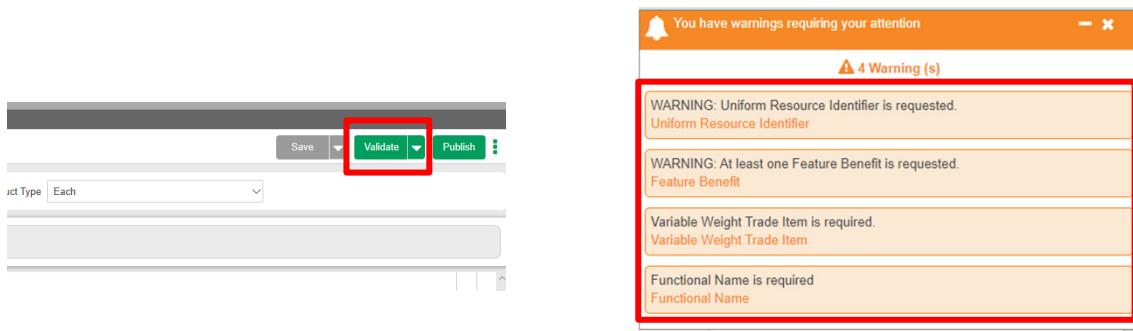 Save
Validate
Publish
uct Type Each
You have warnings requiring your attention
4 Warning (s)
WARNING: Uniform Resource Identifier is requested.
Uniform Resource Identifier
WARNING: At least one Feature Benefit is requested.
Feature Benefit
Variable Weight Trade Item is required.
Variable Weight Trade Item
Functional Name is required
Functional Name